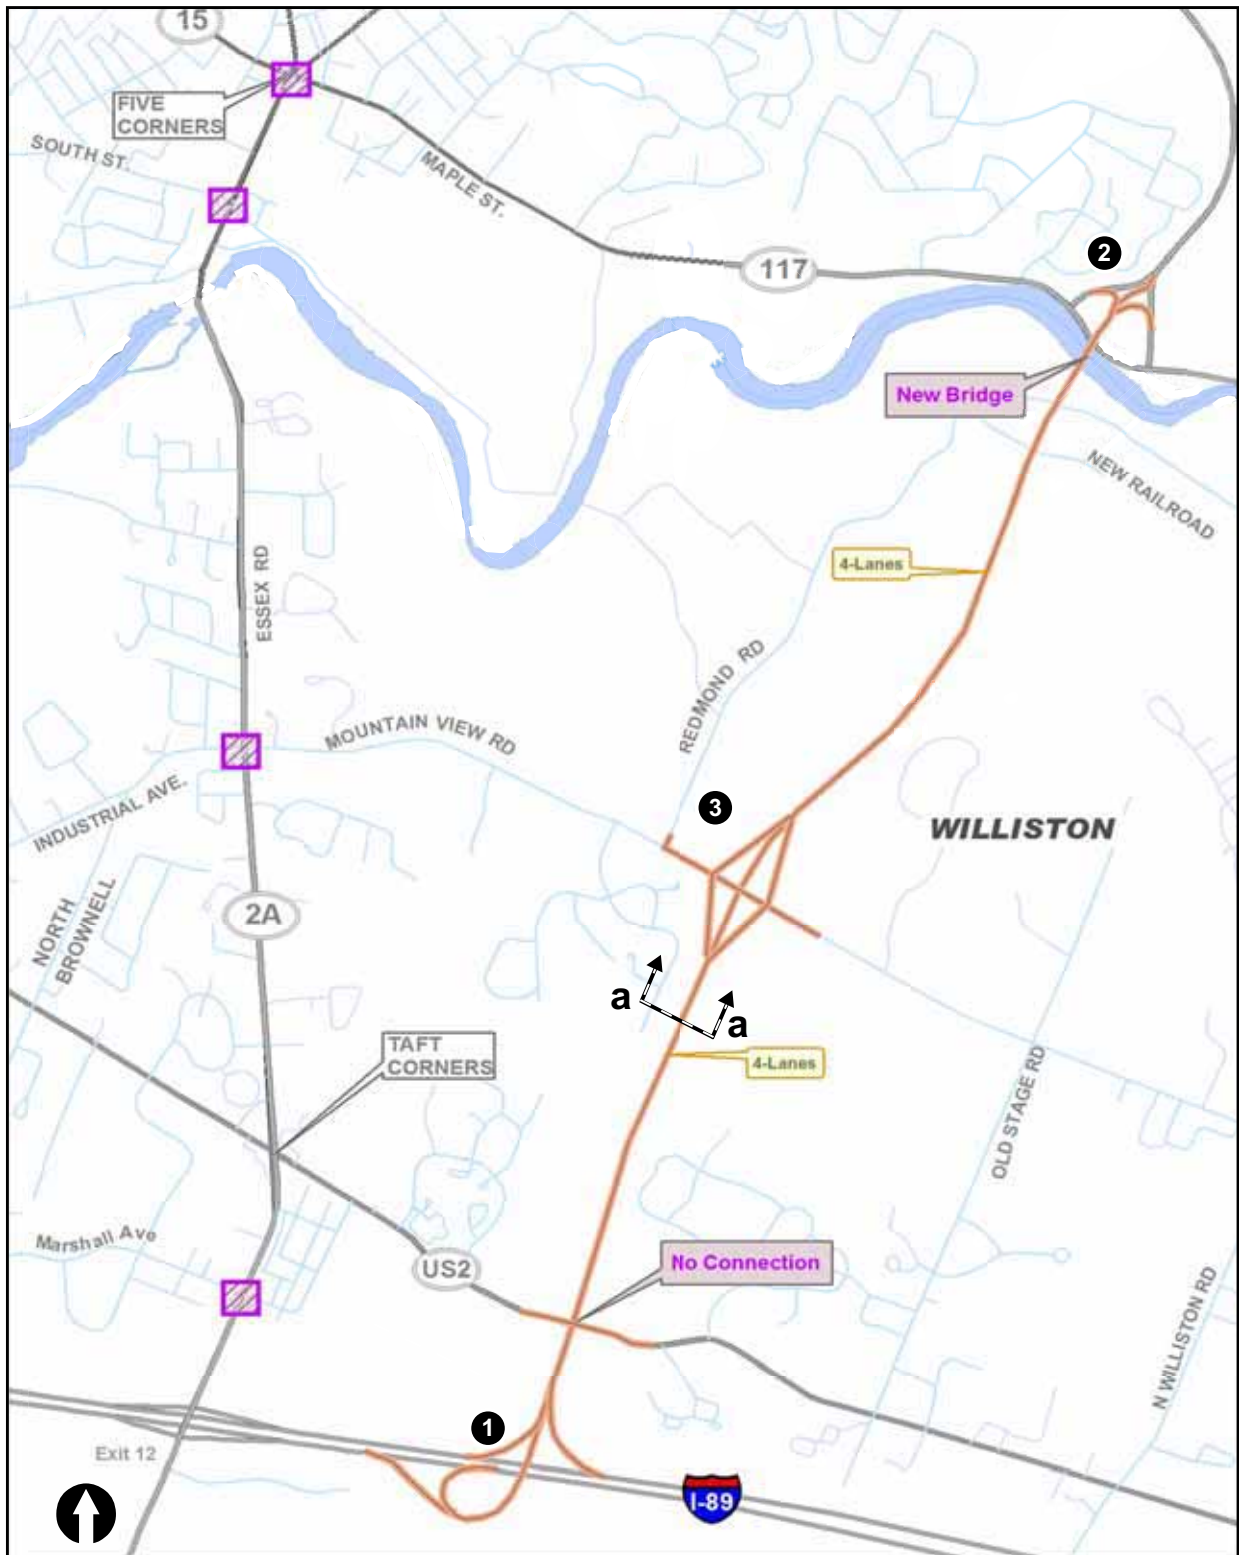 15
FIVE
CORNERS
SOUTH ST.
MAPLE ST.
117
2
New Bridge
NEW RAILROAD
4-Lanes
ESSEX RD
REDMOND RD
MOUNTAIN VIEW RD
INDUSTRIAL AVE.
3
WILLISTON
NORTH
BROWNELL
2A
a
a
TAFT
CORNERS
4-Lanes
OLD STAGE RD
Marshall Ave
US2
No Connection
N WILLISTON RD
1
Exit 12
I-89